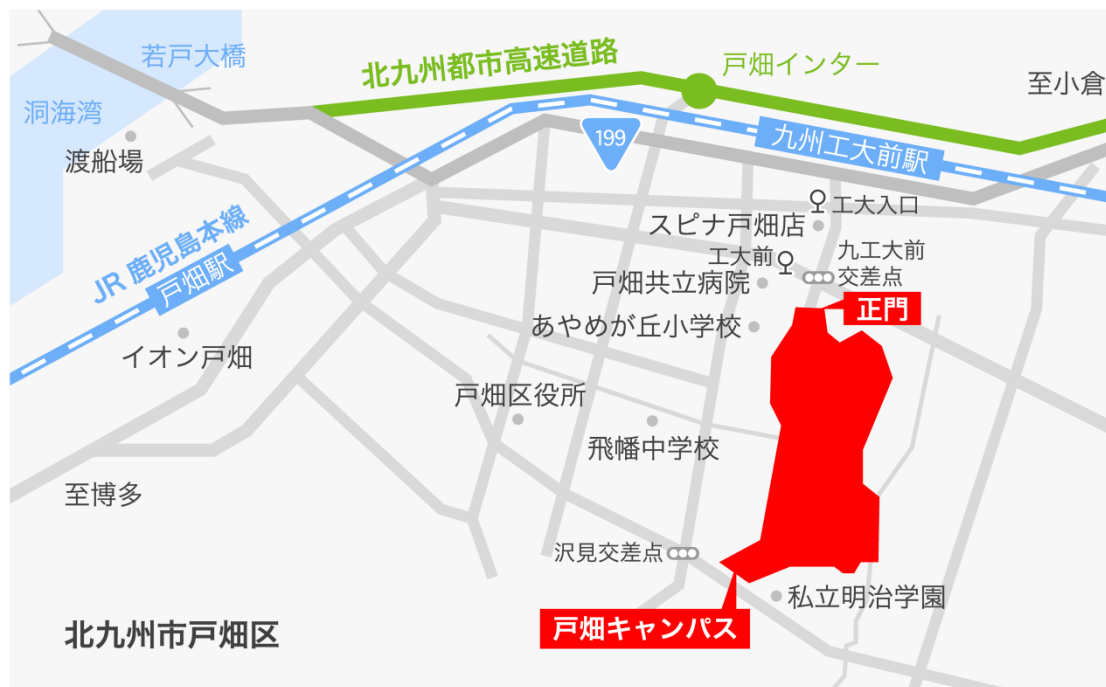 若戸大橋
北九州都市高速道路
戸畑インター
至小倉
洞海湾
渡船場
199
九州工大前駅
工大入口
スピナ戸畑店
工大前
九工大前
交差点
JR 鹿児島本線
戸畑駅
戸畑共立病院
正門
あやめが丘小学校
イオン戸畑
戸畑区役所
飛幡中学校
至博多
沢見交差点
私立明治学園
戸畑キャンパス
北九州市戸畑区